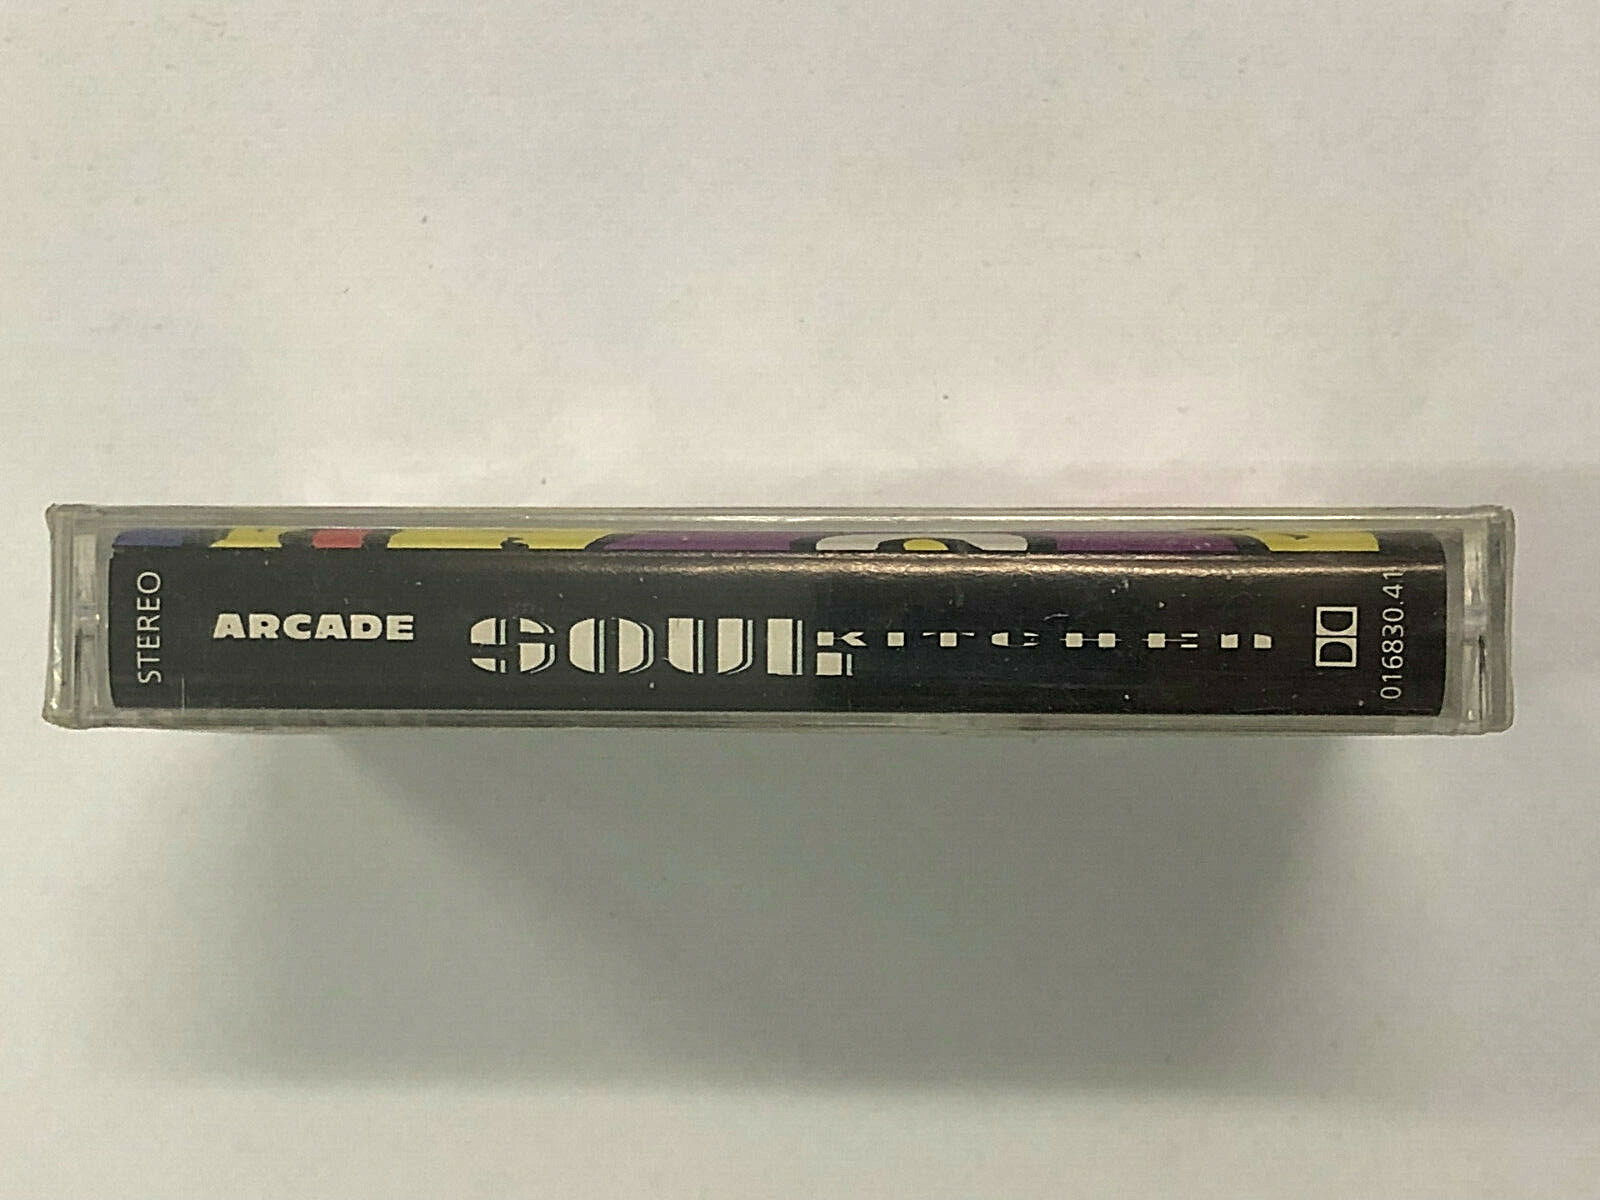 STEREO
ARCADE
SOUL KITCHEN
016830.41